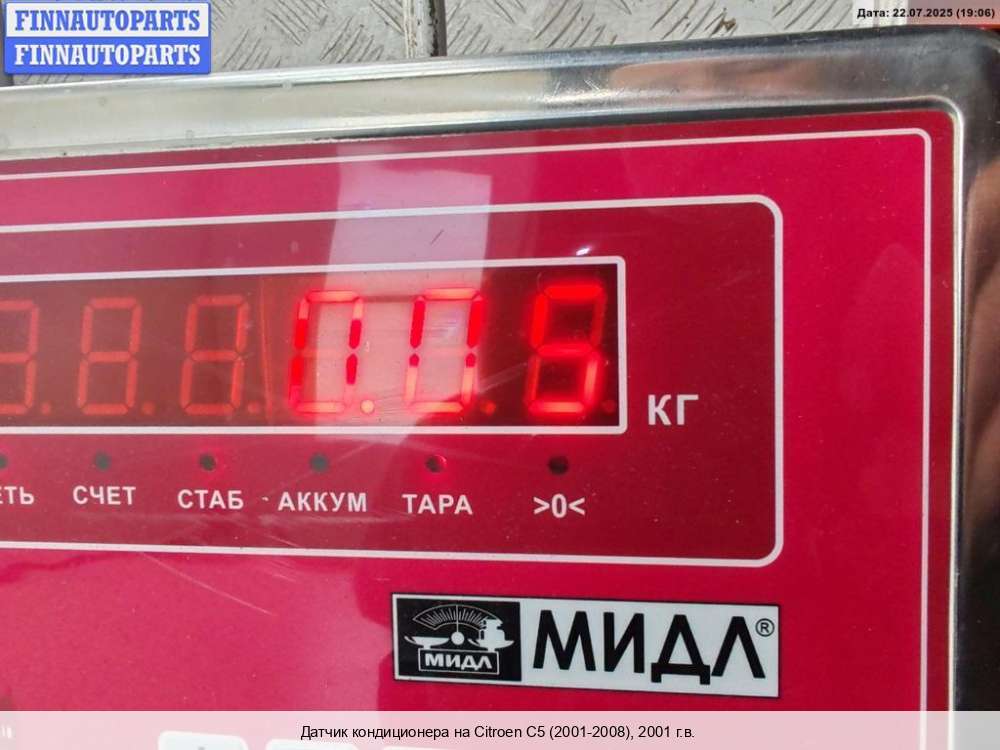 FINNAUTOPARTS
FINNAUTOPARTS
Дата: 22.07.2025 (19:06)
0.05
КГ
СЧЕТ
СТАБ
АККУМ
ТАРА
>0<
МИДЛ
МИДЛ®
Датчик кондиционера на Citroen C5 (2001-2008), 2001 г.в.